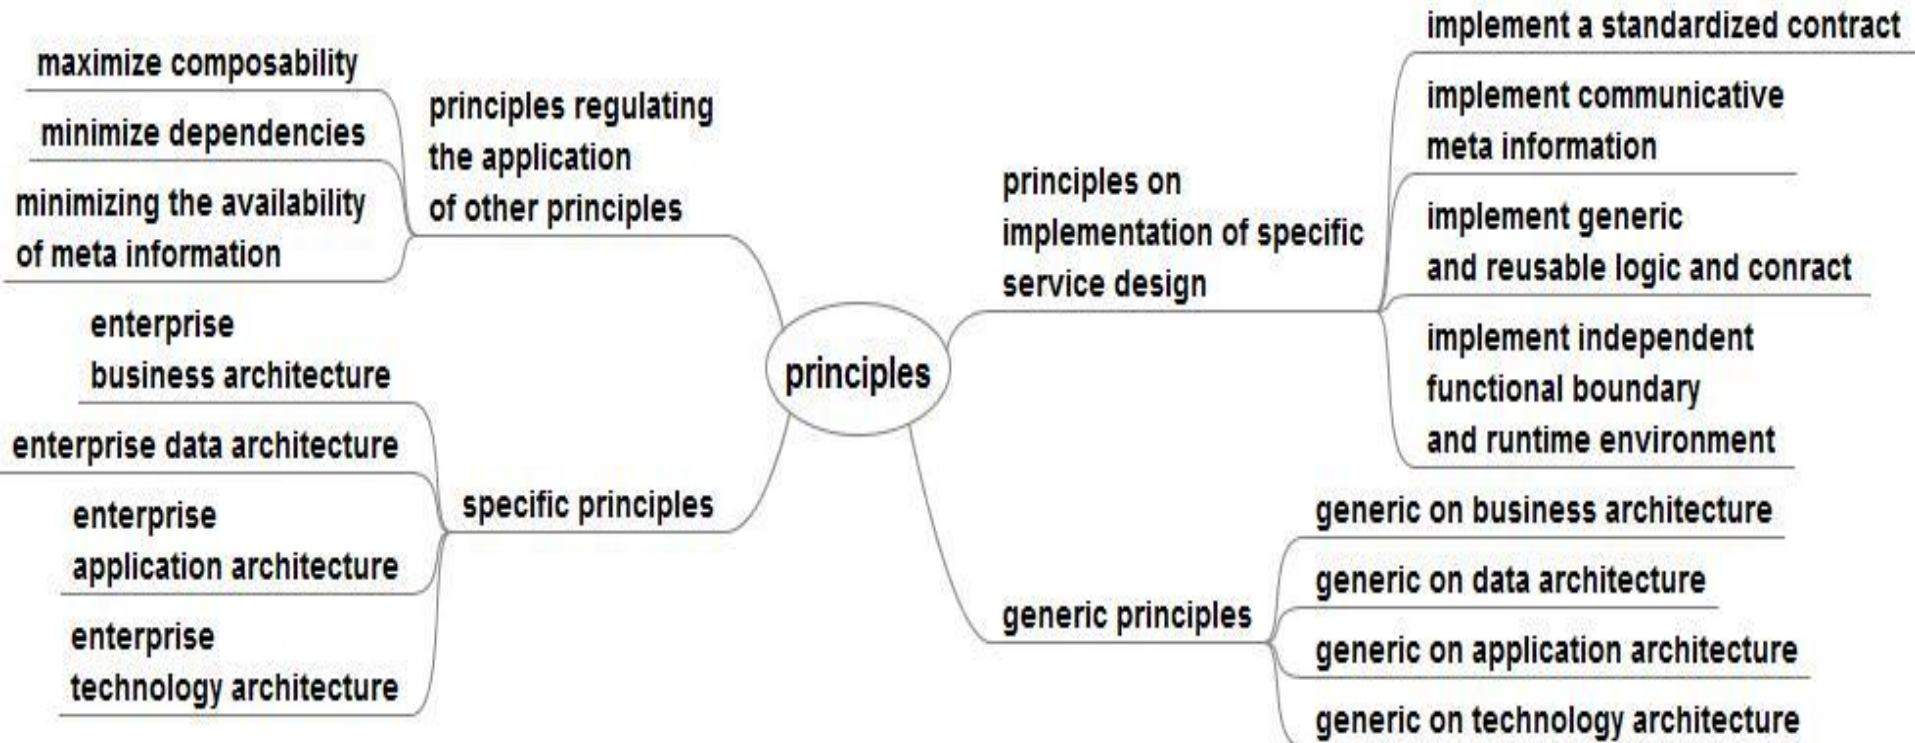 maximize composability
minimize dependencies
minimizing the availability
of meta information
principles regulating
the application
of other principles
enterprise
business architecture
enterprise data architecture
enterprise
application architecture
enterprise
technology architecture
specific principles
principles
principles on
implementation of specific
service design
implement a standardized contract
implement communicative
meta information
implement generic
and reusable logic and conract
implement independent
functional boundary
and runtime environment
generic principles
generic on business architecture
generic on data architecture
generic on application architecture
generic on technology architecture